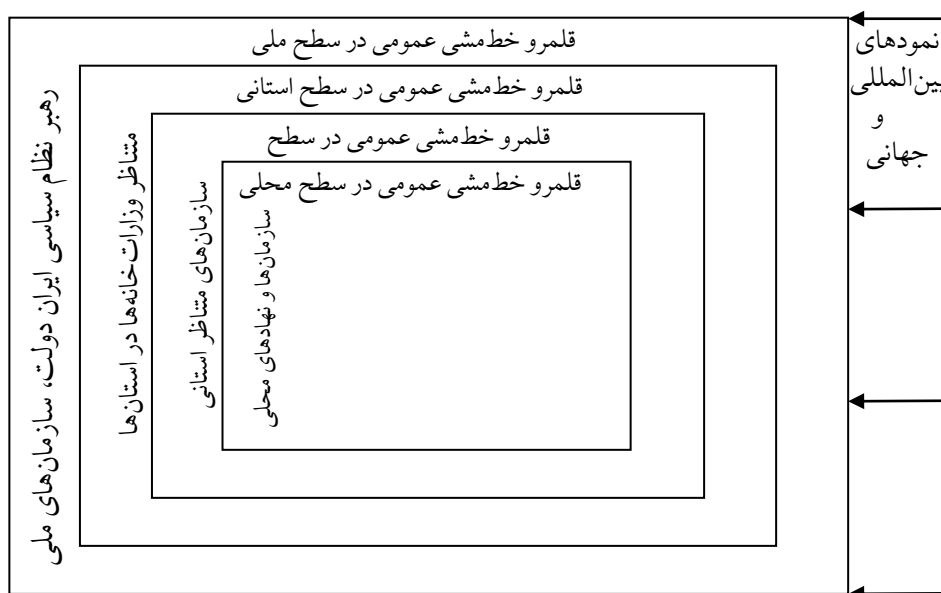 قلمرو خط‌مشی عمومی در سطح ملی
قلمرو خط‌مشی عمومی در سطح استانی
قلمرو خط‌مشی عمومی در سطح
قلمرو خط‌مشی عمومی در سطح محلی
نمودهای
بین‌المللی
و
جهانی
رهبر نظام سیاسی ایران دولت، سازمان‌های ملی
متناظر وزارات‌خانه‌ها در استان‌ها
سازمان‌های متناظر استانی
سازمان‌ها و نهادهای محلی